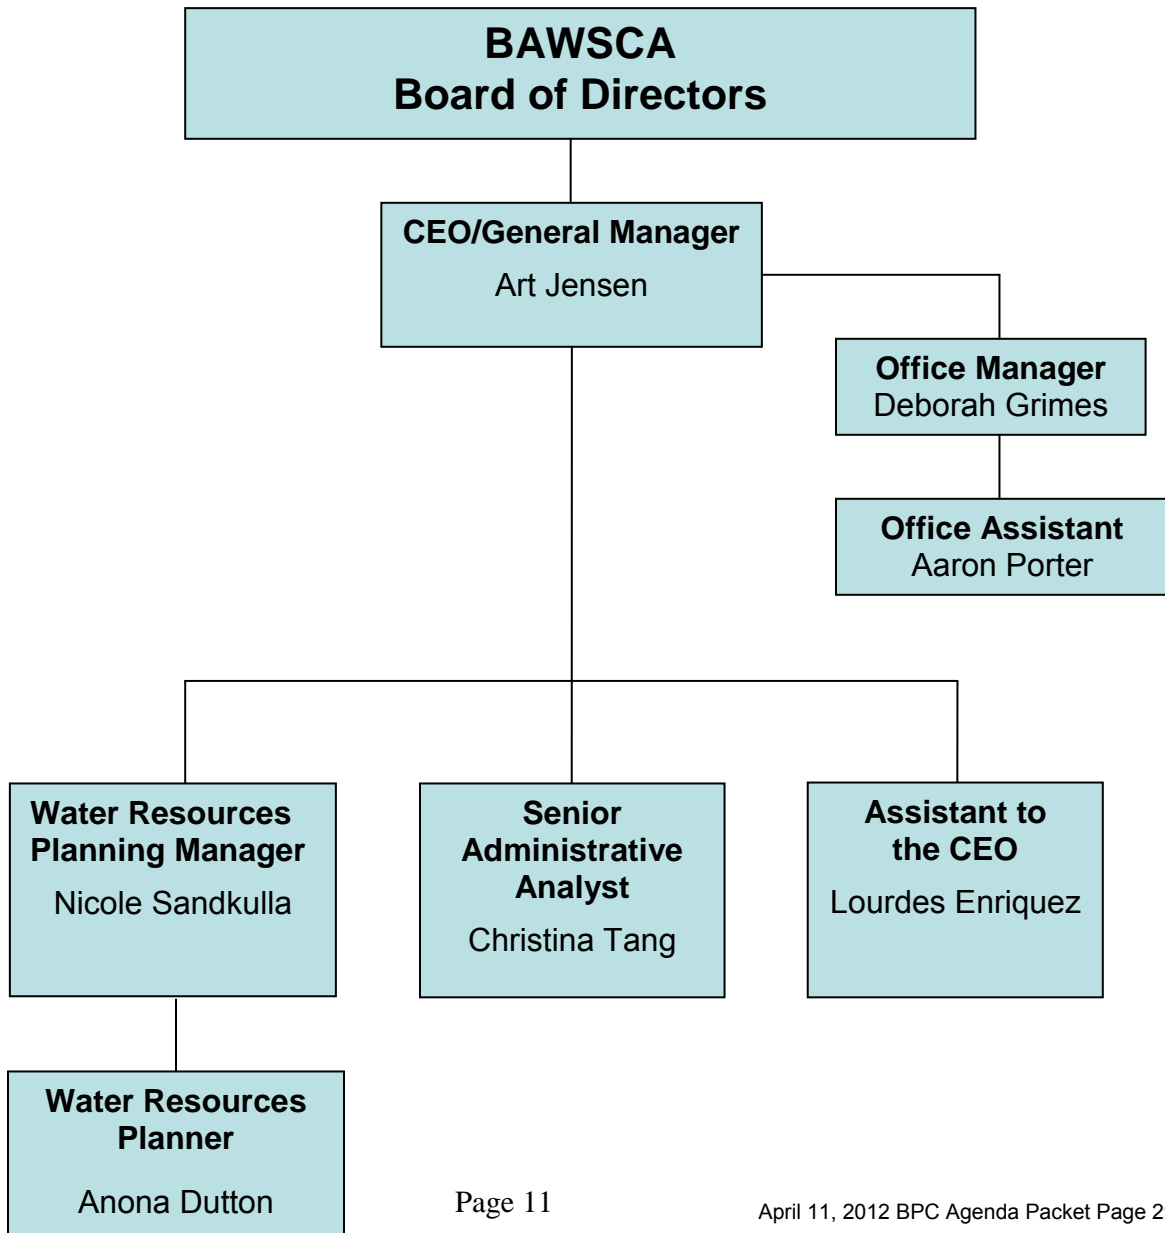 BAWSCA
Board of Directors
CEO/General Manager
Art Jensen
Office Manager
Deborah Grimes
Office Assistant
Aaron Porter
Water Resources
Planning Manager
Nicole Sandkulla
Senior
Administrative
Analyst
Christina Tang
Assistant to
the CEO
Lourdes Enriquez
Water Resources
Planner
Anona Dutton
Page 11
April 11, 2012 BPC Agenda Packet Page